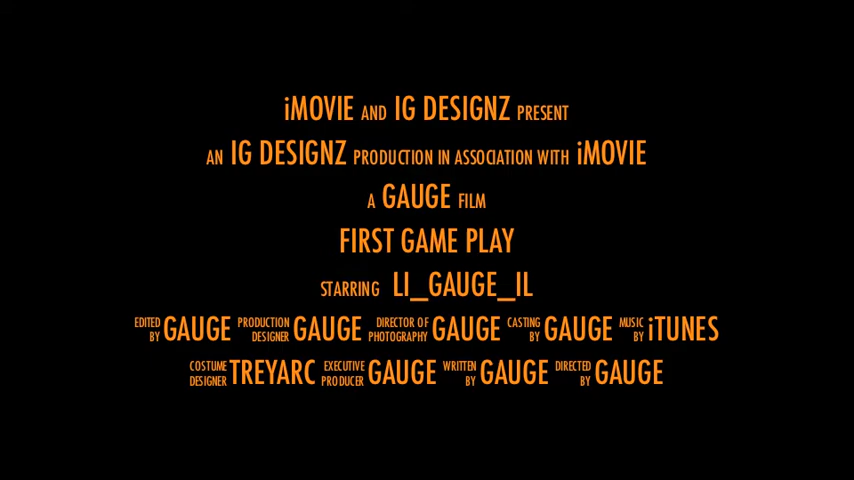 iMOVIE AND IG DESIGNZ PRESENT
AN IG DESIGNZ PRODUCTION IN ASSOCIATION WITH iMOVIE
A GAUGE FILM
FIRST GAME PLAY
STARRING LI_GAUGE_IL
EDITED BY GAUGE PRODUCTION DESIGNER GAUGE DIRECTOR OF PHOTOGRAPHY GAUGE CASTING BY GAUGE MUSIC BY iTUNES
COSTUME DESIGNER TREYARC EXECUTIVE PRODUCER GAUGE WRITTEN BY GAUGE DIRECTED BY GAUGE